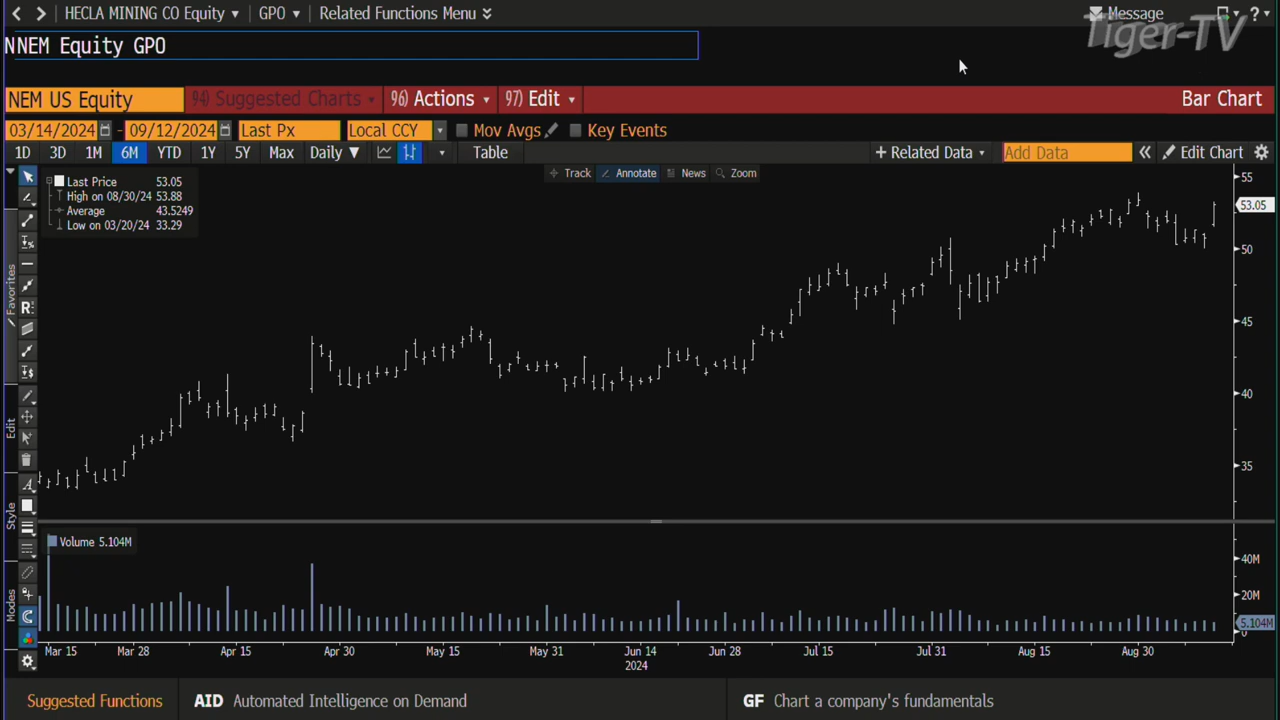 HECLA MINING CO Equity GPO Related Functions Menu Message ?
Tiger-TV
NNEM Equity GPO
NEM US Equity 94) Suggested Charts 96) Actions 97) Edit Bar Chart
03/14/2024 - 09/12/2024 Last Px Local CCY Mov Avgs Key Events
1D 3D 1M 6M YTD 1Y 5Y Max Daily Table + Related Data Add Data Edit Chart
Track Annotate News Zoom
Last Price 53.05
High on 08/30/24 53.88
Average 43.5249
Low on 03/20/24 33.29
55
53.05
50
45
40
35
Favorites
Edit
Style
Modes
Volume 5.104M
40M
20M
5.104M
0
Mar 15 Mar 28 Apr 15 Apr 30 May 15 May 31 Jun 14 Jun 28 Jul 15 Jul 31 Aug 15 Aug 30
2024
Suggested Functions AID Automated Intelligence on Demand GF Chart a company's fundamentals